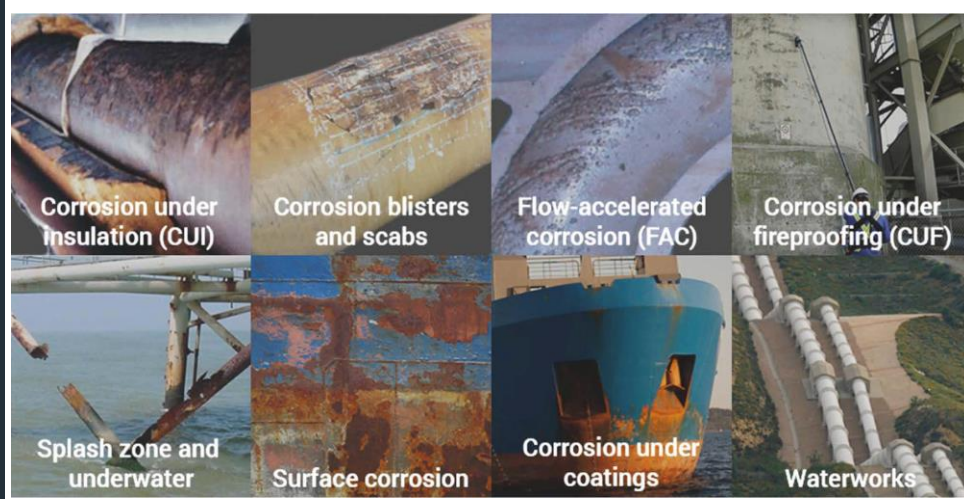 Corrosion under
insulation (CUI)
Corrosion blisters
and scabs
Flow-accelerated
corrosion (FAC)
Corrosion under
fireproofing (CUF)
Splash zone and
underwater
Surface corrosion
Corrosion under
coatings
Waterworks